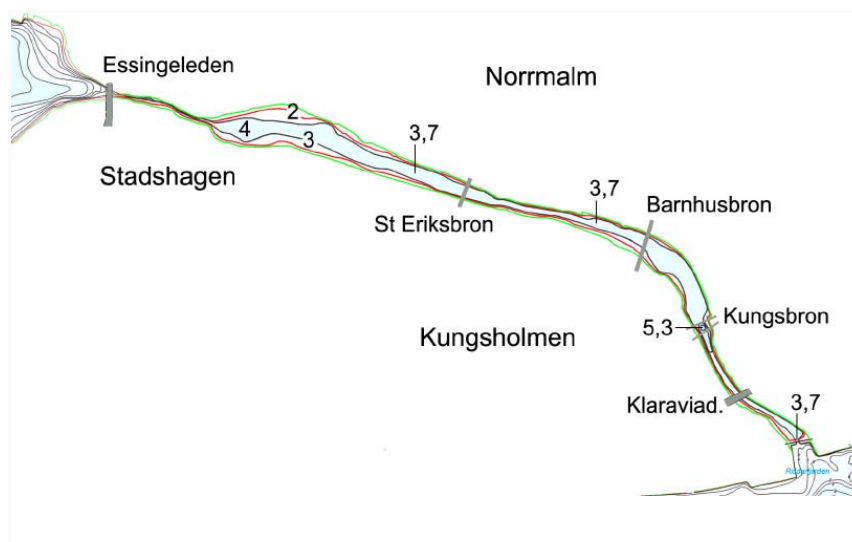 Essingeleden
Norrmalm
2
4
3
3,7
Stadshagen
3,7
St Eriksbron
Barnhusbron
Kungsbron
5,3
Kungsholmen
Klaraviad.
3,7
Riddarfjärden